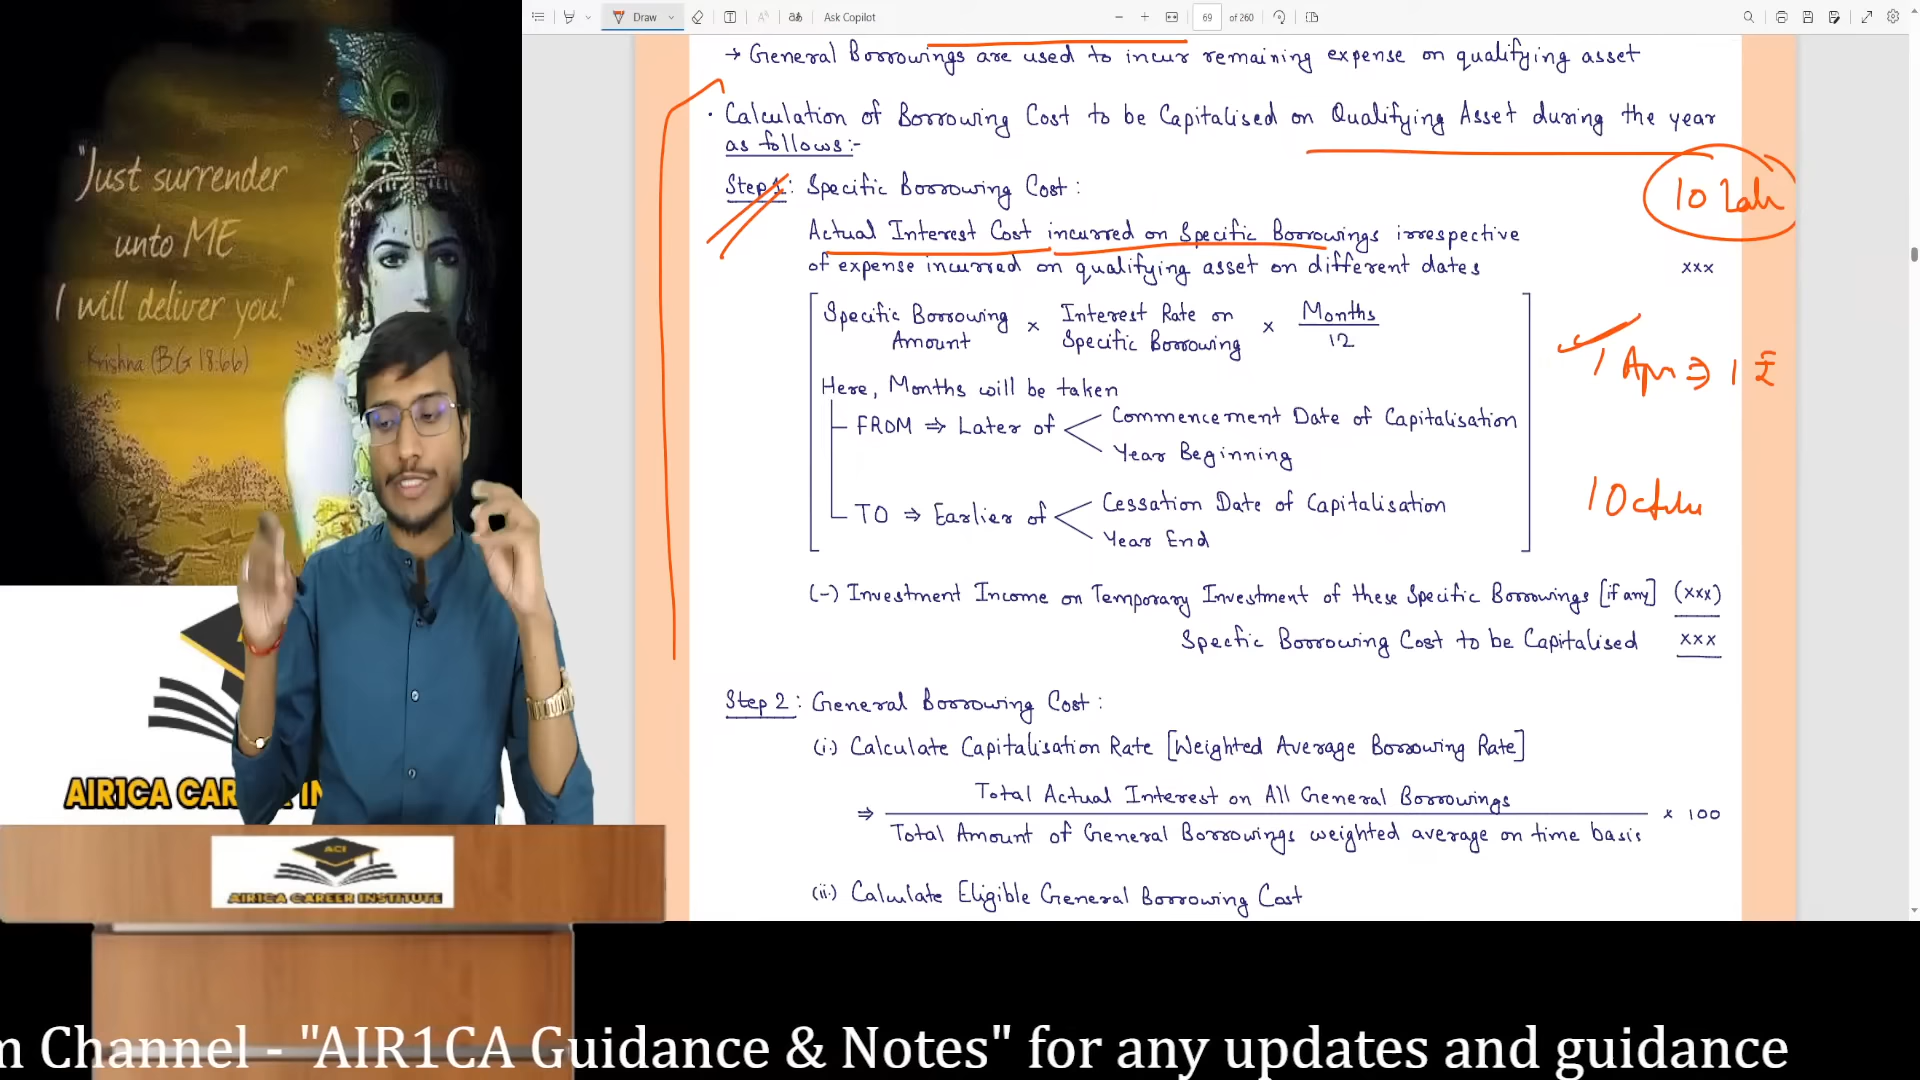 Draw
Ask Copilot
69 of 260
→ General Borrowings are used to incur remaining expense on qualifying asset
· Calculation of Borrowing Cost to be Capitalised on Qualifying Asset during the year
as follows:-
Step 1: Specific Borrowing Cost:
10 Lakh
Actual Interest Cost incurred on Specific Borrowings irrespective
of expense incurred on qualifying asset on different dates xxx
Specific Borrowing Amount × Interest Rate on Specific Borrowing × Months/12
1 Apr ⇒ 1 ₹
Here, Months will be taken
FROM ⇒ Later of
Commencement Date of Capitalisation
Year Beginning
TO ⇒ Earlier of
Cessation Date of Capitalisation
Year End
(-) Investment Income on Temporary Investment of these Specific Borrowings [if any] (xxx)
Specfic Borrowing Cost to be Capitalised xxx
Step 2: General Borrowing Cost:
(i.) Calculate Capitalisation Rate [Weighted Average Borrowing Rate]
⇒ Total Actual Interest on All General Borrowings
Total Amount of General Borrowings weighted average on time basis × 100
(ii.) Calculate Eligible General Borrowing Cost
"Just surrender
unto ME
I will deliver you!"
- Krishna (B.G 18:66)
AIR1CA CAR IN
ACI
AIR1CA CAREER INSTITUTE
m Channel - "AIR1CA Guidance & Notes" for any updates and guidance